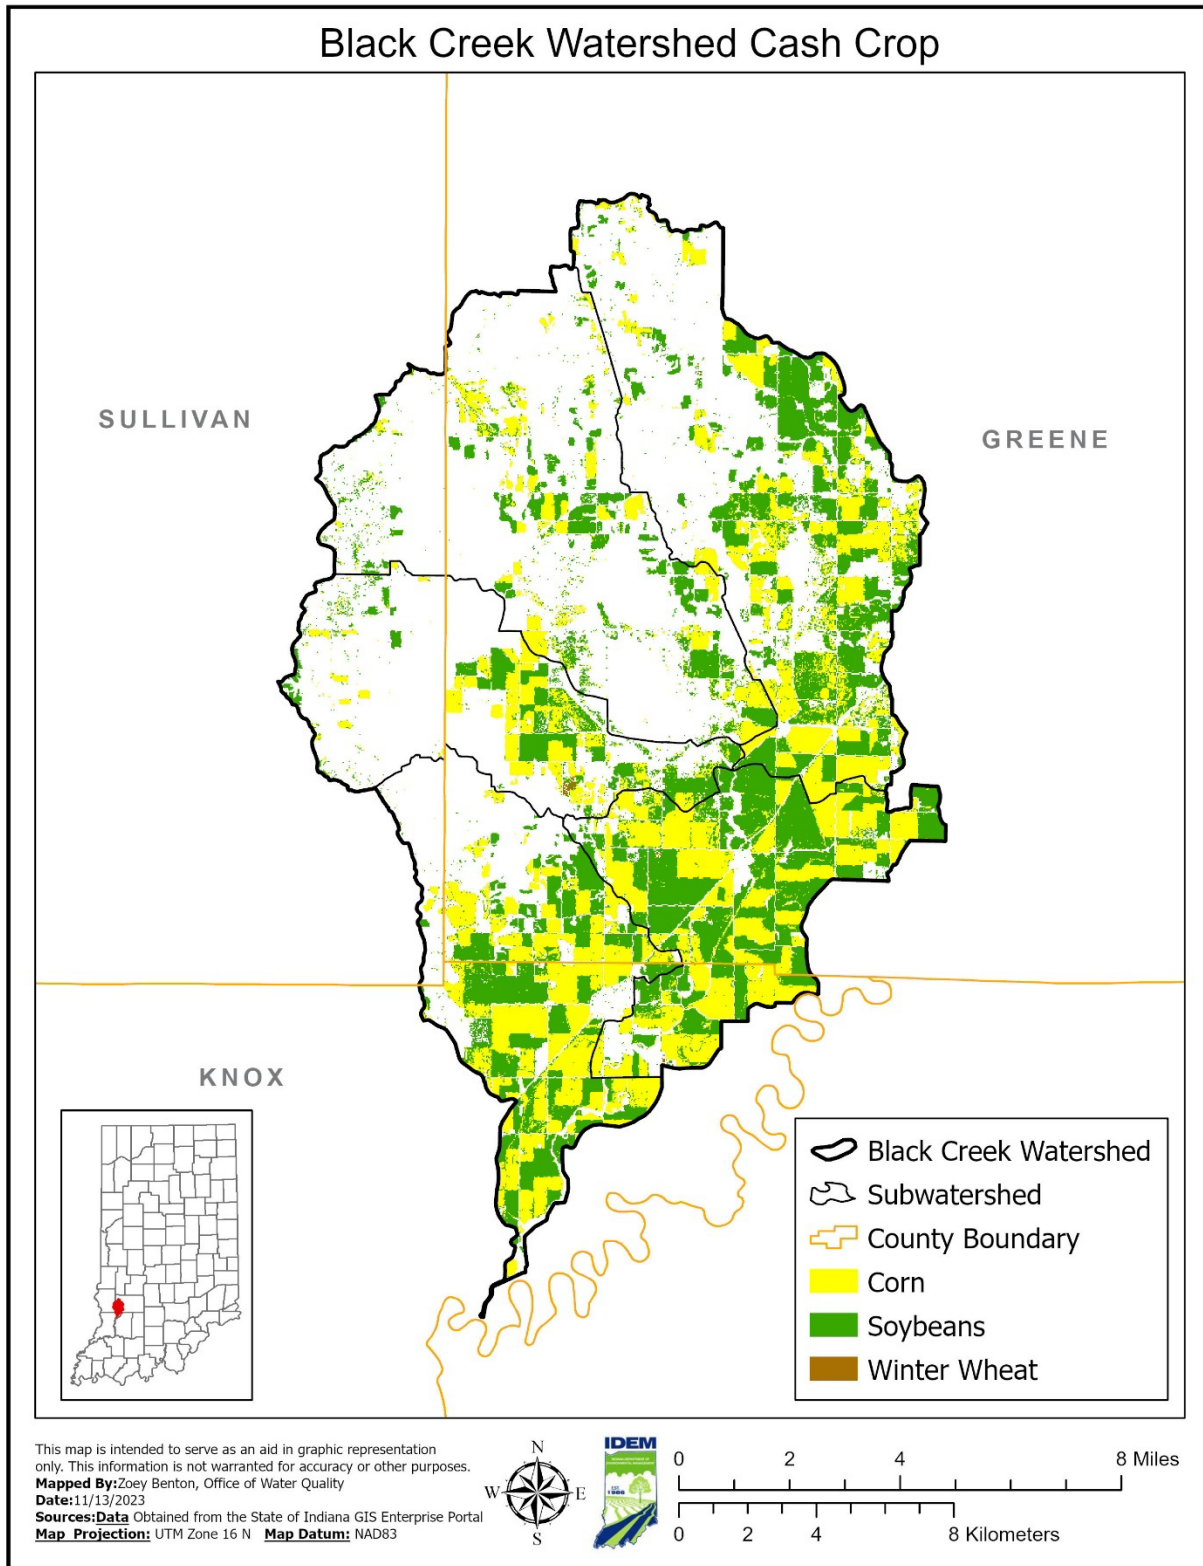 Black Creek Watershed Cash Crop
SULLIVAN
GREENE
KNOX
Black Creek Watershed
Subwatershed
County Boundary
Corn
Soybeans
Winter Wheat
This map is intended to serve as an aid in graphic representation
only. This information is not warranted for accuracy or other purposes.
Mapped By:Zoey Benton, Office of Water Quality
Date:11/13/2023
Sources:Data Obtained from the State of Indiana GIS Enterprise Portal
Map Projection: UTM Zone 16 N Map Datum: NAD83
N
W E
S
IDEM
0 2 4 8 Miles
0 2 4 8 Kilometers